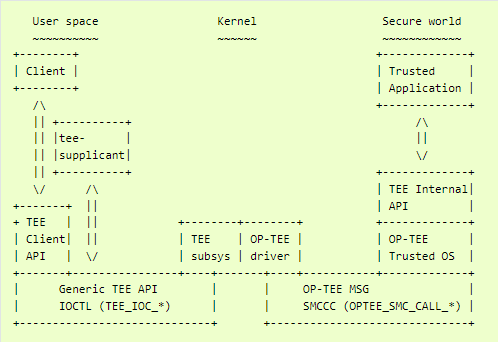 User space Kernel Secure world
~~~~~~~~~~ ~~~~~~ ~~~~~~~~~~~~
+--------+ +-------------+
| Client | | Trusted |
+--------+ | Application |
/\ +-------------+
|| +----------+ /\
|| |tee- | ||
|| |supplicant| \/
|| +----------+ +-------------+
\/ /\ | TEE Internal|
+-------+ || | API |
+ TEE | || +--------+--------+ +-------------+
| Client| || | TEE | OP-TEE | | OP-TEE |
| API | \/ | subsys | driver | | Trusted OS |
+-------+----------------+----+-------+----+-----------+-------------+
| Generic TEE API | | OP-TEE MSG |
| IOCTL (TEE_IOC_*) | | SMCCC (OPTEE_SMC_CALL_*) |
+-----------------------------+ +------------------------------+